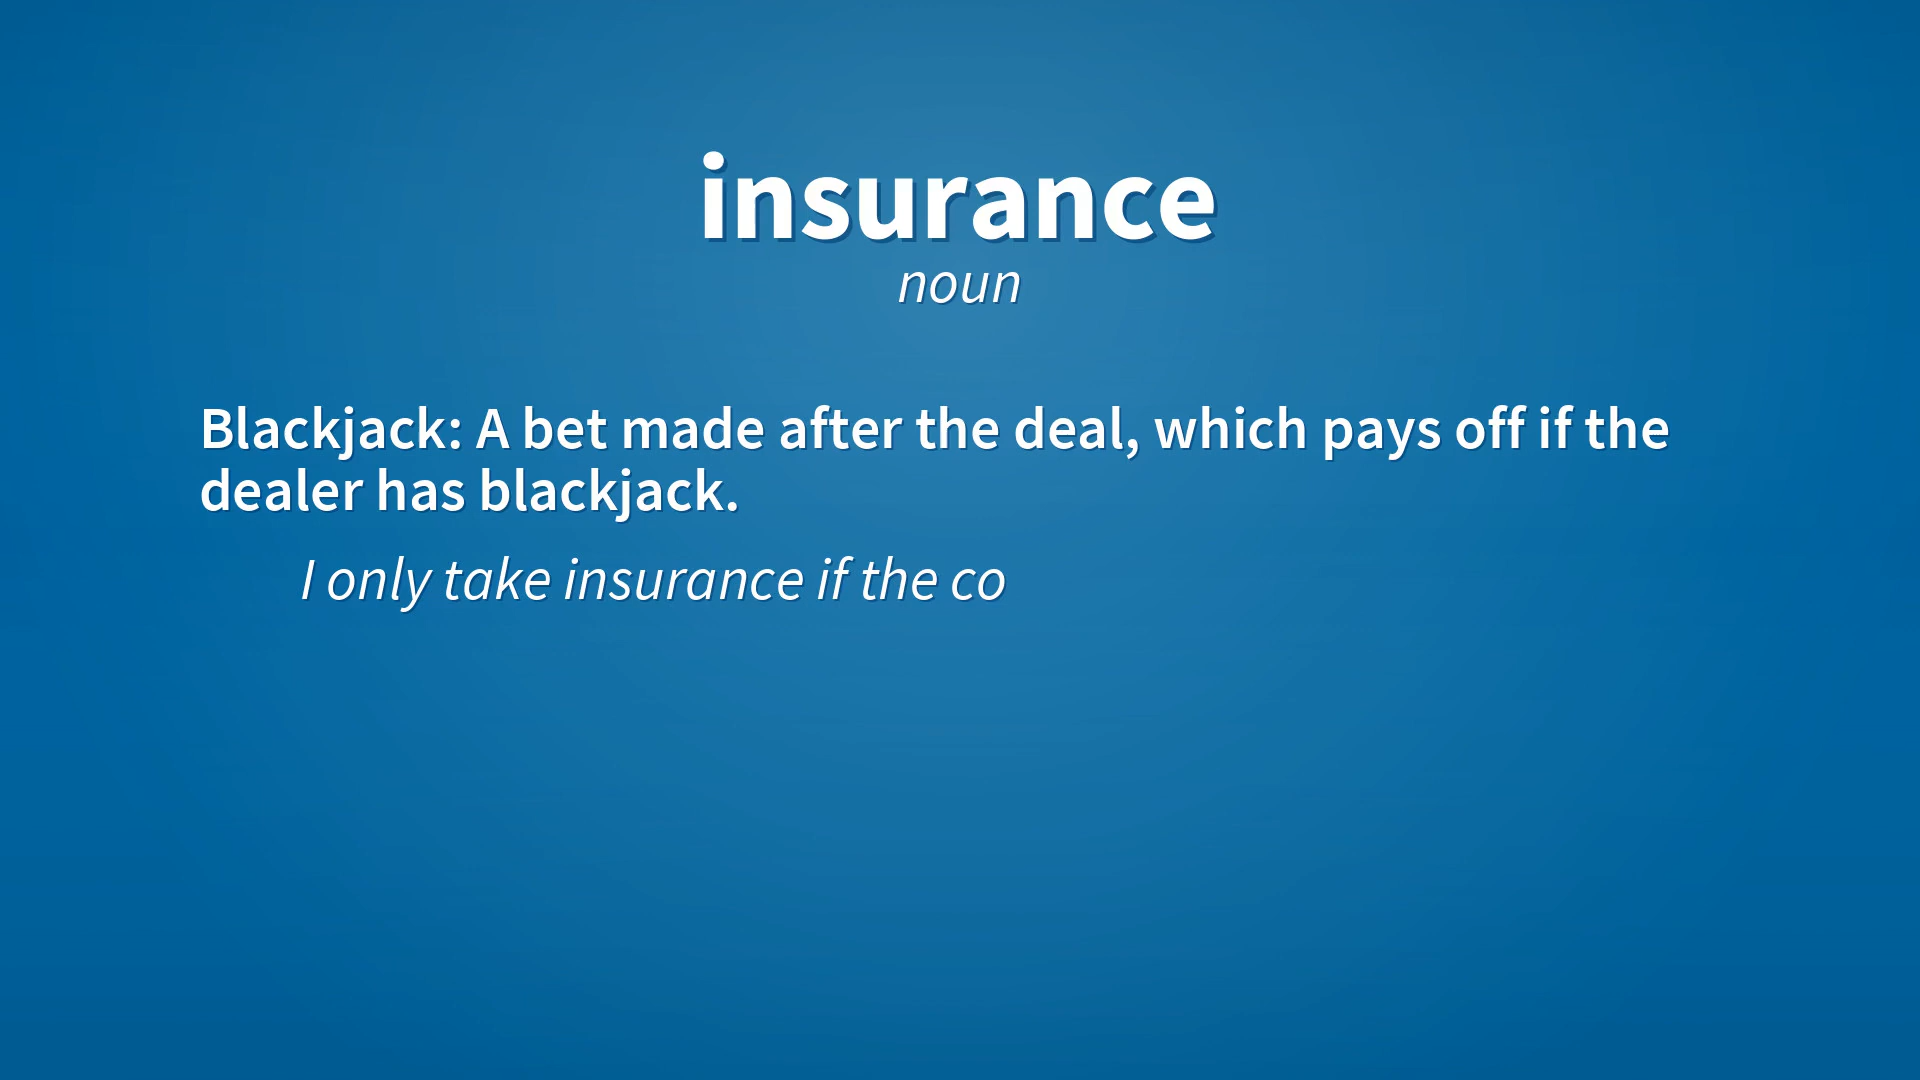 insurance
noun
Blackjack: A bet made after the deal, which pays off if the
dealer has blackjack.
I only take insurance if the co